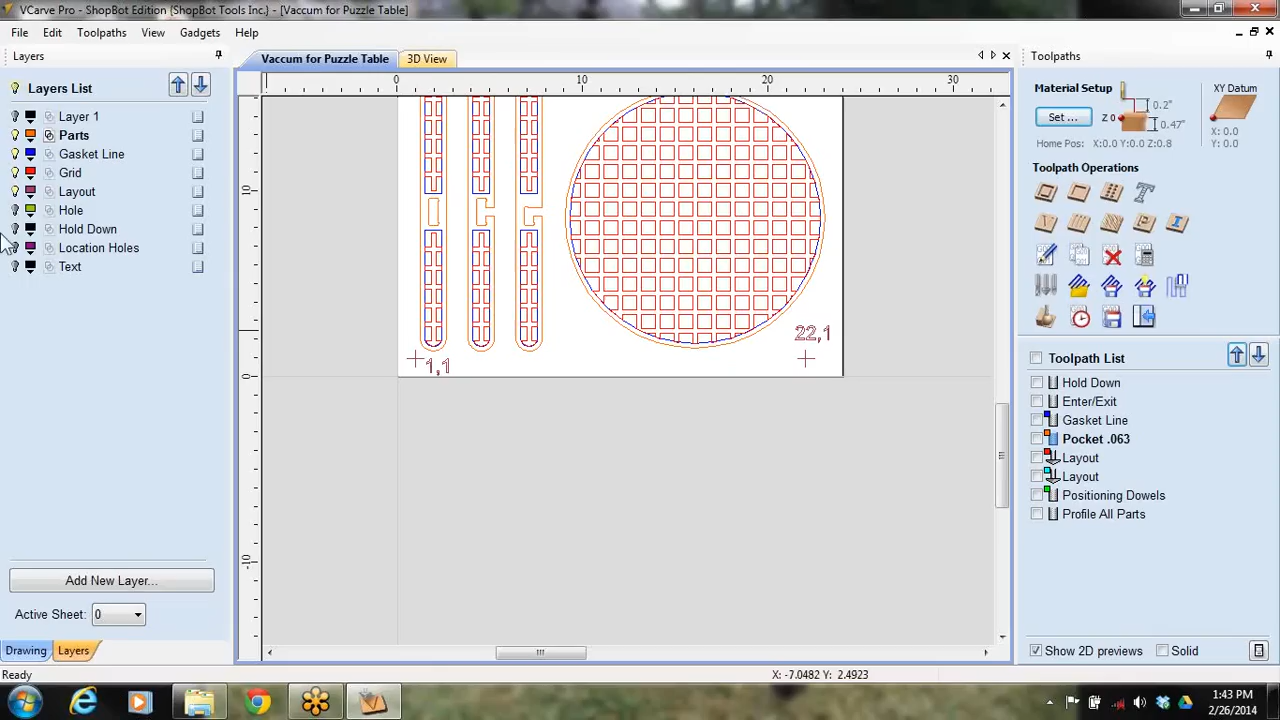 VCarve Pro - ShopBot Edition {ShopBot Tools Inc.} - [Vaccum for Puzzle Table]
File Edit Toolpaths View Gadgets Help
Layers
Vaccum for Puzzle Table 3D View
Toolpaths
Layers List
Layer 1
Parts
Gasket Line
Grid
Layout
Hole
Hold Down
Location Holes
Text
Add New Layer...
Active Sheet: 0
Drawing Layers
0 10 20 30
10
0
-10
1,1
22,1
Material Setup
Set ...
Z 0
0.2"
0.47"
Home Pos: X:0.0 Y:0.0 Z:0.8
XY Datum
X: 0.0
Y: 0.0
Toolpath Operations
Toolpath List
Hold Down
Enter/Exit
Gasket Line
Pocket .063
Layout
Layout
Positioning Dowels
Profile All Parts
Show 2D previews Solid
Ready
X: -7.0482 Y: 2.4923
1:43 PM
2/26/2014